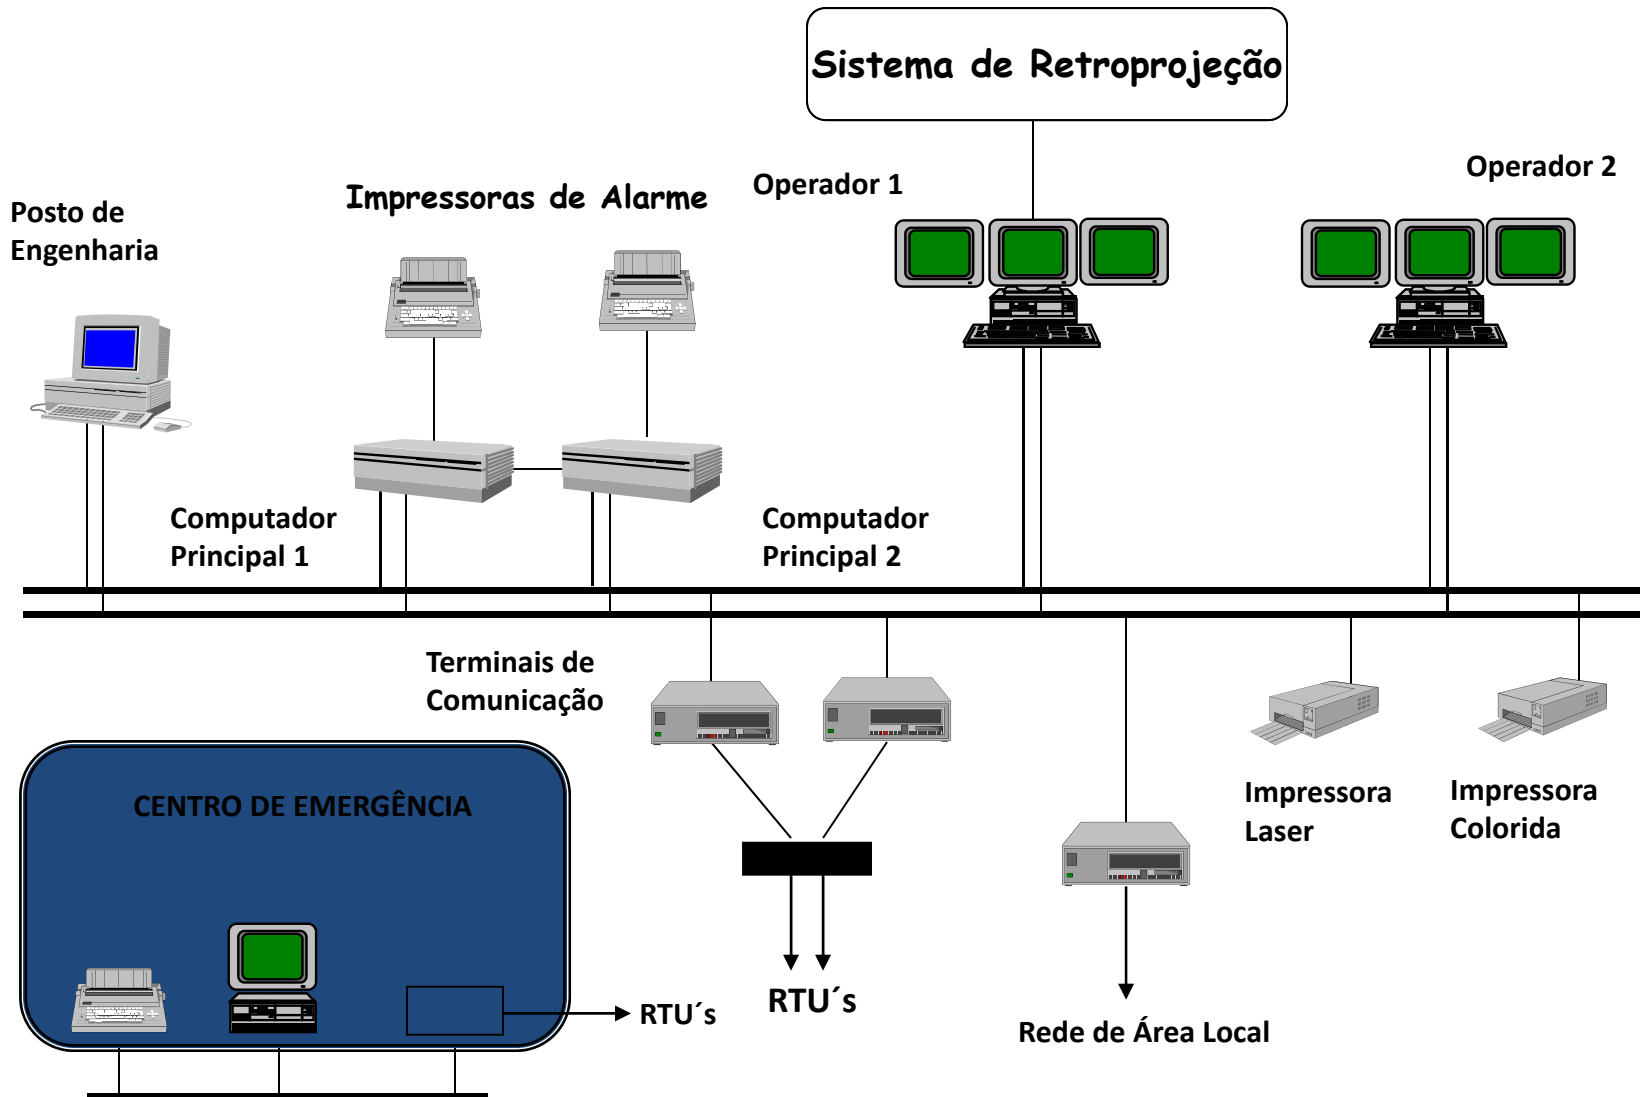 Sistema de Retroprojeção
Operador 1
Operador 2
Impressoras de Alarme
Posto de
Engenharia
Computador
Principal 1
Computador
Principal 2
Terminais de
Comunicação
CENTRO DE EMERGÊNCIA
Impressora
Laser
Impressora
Colorida
RTU´s
RTU´s
Rede de Área Local